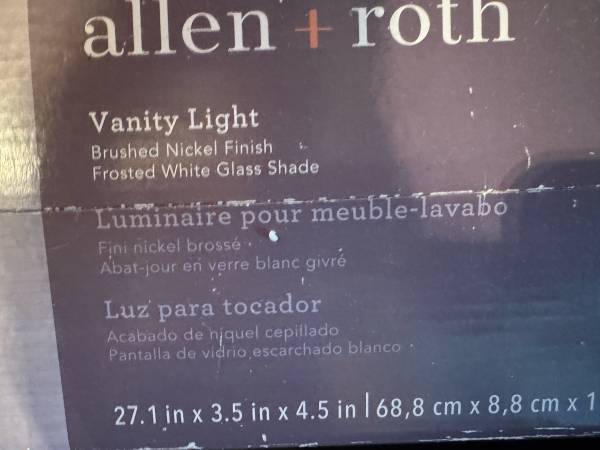 allen + roth
Vanity Light
Brushed Nickel Finish
Frosted White Glass Shade
Luminaire pour meuble-lavabo
Fini nickel brossé
Abat-jour en verre blanc givré
Luz para tocador
Acabado de níquel cepillado
Pantalla de vidrio escarchado blanco
27.1 in x 3.5 in x 4.5 in | 68,8 cm x 8,8 cm x 1